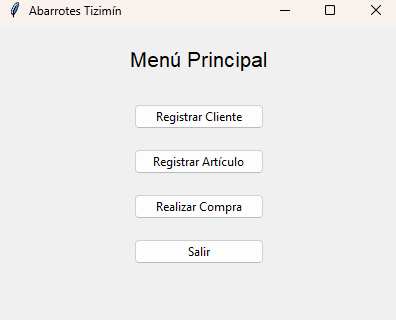 Abarrotes Tizimín
Menú Principal
Registrar Cliente
Registrar Artículo
Realizar Compra
Salir